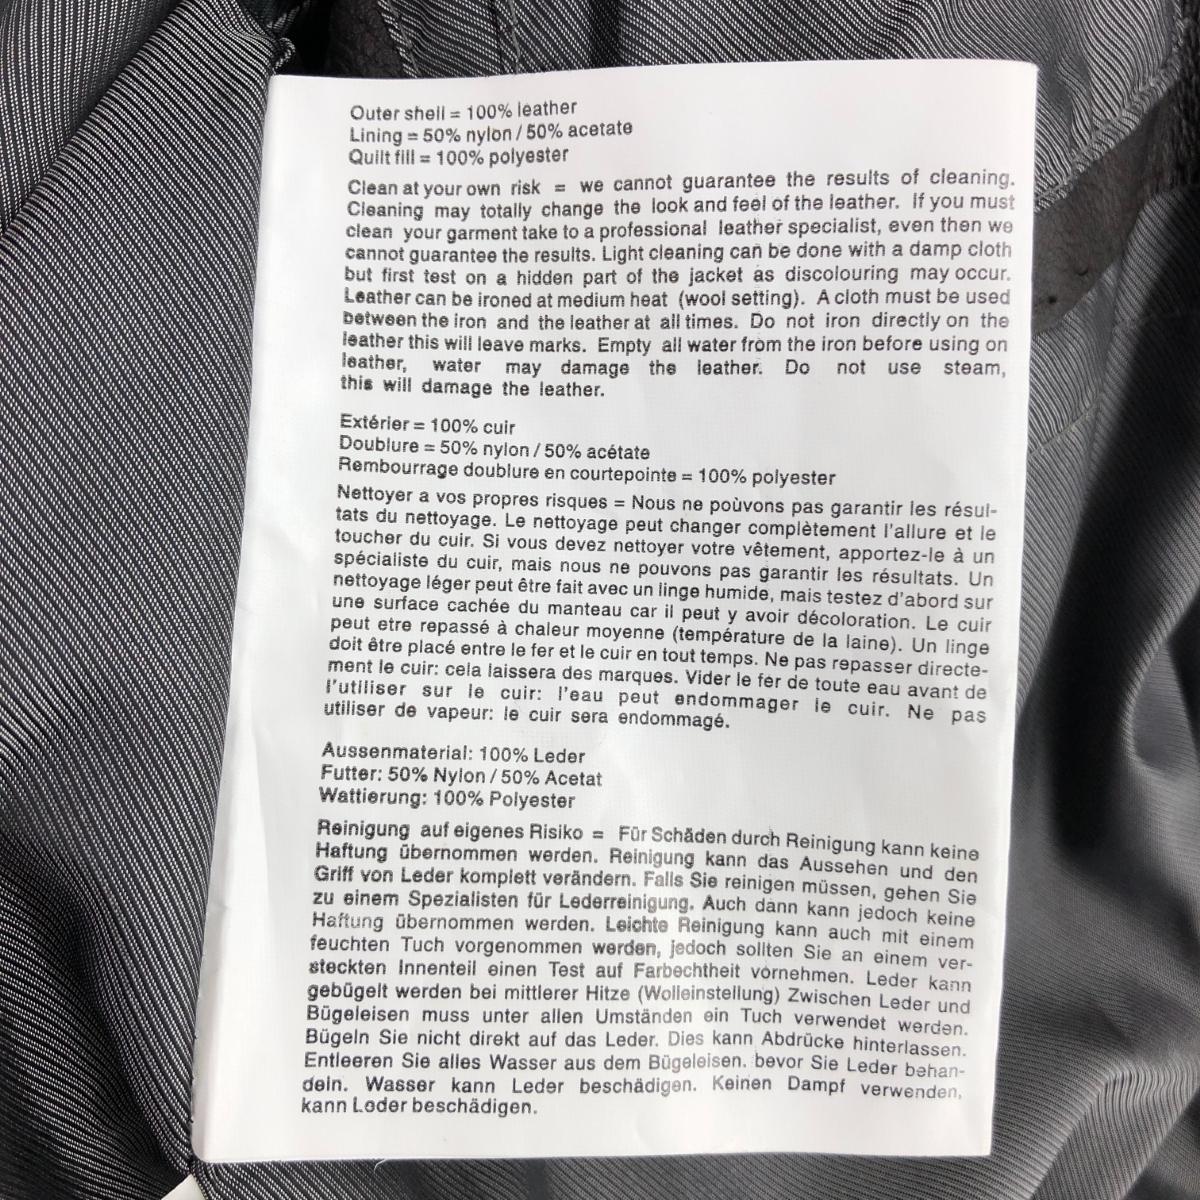 Outer shell = 100% leather
Lining = 50% nylon / 50% acetate
Quilt fill = 100% polyester
Clean at your own risk = we cannot guarantee the results of cleaning.
Cleaning may totally change the look and feel of the leather. If you must
clean your garment take to a professional leather specialist, even then we
cannot guarantee the results. Light cleaning can be done with a damp cloth
but first test on a hidden part of the jacket as discolouring may occur.
Leather can be ironed at medium heat (wool setting). A cloth must be used
between the iron and the leather at all times. Do not iron directly on the
leather this will leave marks. Empty all water from the iron before using on
leather, water may damage the leather. Do not use steam,
this will damage the leather.
Extérier = 100% cuir
Doublure = 50% nylon / 50% acétate
Rembourrage doublure en courtepointe = 100% polyester
Nettoyer a vos propres risques = Nous ne poùvons pas garantir les résul-
tats du nettoyage. Le nettoyage peut changer complètement l'allure et le
toucher du cuir. Si vous devez nettoyer votre vêtement, apportez-le à un
spécialiste du cuir, mais nous ne pouvons pas garantir les résultats. Un
nettoyage léger peut être fait avec un linge humide, mais testez d'abord sur
une surface cachée du manteau car il peut y avoir décoloration. Le cuir
peut etre repassé à chaleur moyenne (température de la laine). Un linge
doit être placé entre le fer et le cuir en tout temps. Ne pas repasser directe-
ment le cuir: cela laissera des marques. Vider le fer de toute eau avant de
l'utiliser sur le cuir: l'eau peut endommager le cuir. Ne pas
utiliser de vapeur: le cuir sera endommagé.
Aussenmaterial: 100% Leder
Futter: 50% Nylon / 50% Acetat
Wattierung: 100% Polyester
Reinigung auf eigenes Risiko = Für Schäden durch Reinigung kann keine
Haftung übernommen werden. Reinigung kann das Aussehen und den
Griff von Leder komplett verändern. Falls Sie reinigen müssen, gehen Sie
zu einem Spezialisten für Lederreinigung. Auch dann kann jedoch keine
Haftung übernommen werden. Leichte Reinigung kann auch mit einem
feuchten Tuch vorgenommen werden, jedoch sollten Sie an einem ver-
steckten Innenteil einen Test auf Farbechtheit vornehmen. Leder kann
gebügelt werden bei mittlerer Hitze (Wolleinstellung) Zwischen Leder und
Bügeleisen muss unter allen Umständen ein Tuch verwendet werden.
Bügeln Sie nicht direkt auf das Leder. Dies kann Abdrücke hinterlassen.
Entleeren Sie alles Wasser aus dem Bügeleisen. bevor Sie Leder behan-
deln. Wasser kann Leder beschädigen. Keinen Dampf verwenden,
kann Leder beschädigen.